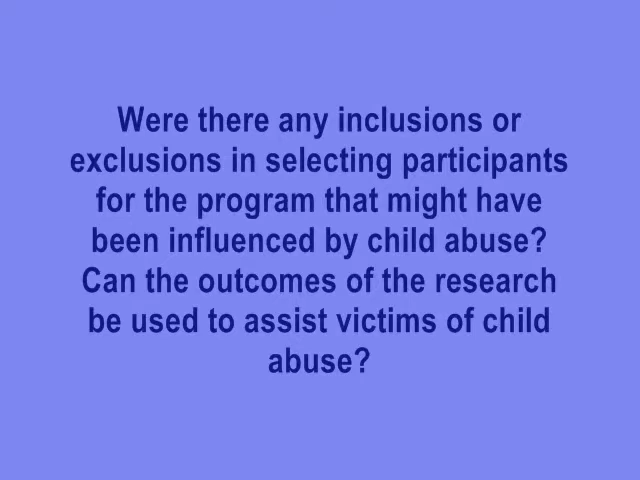 Were there any inclusions or
exclusions in selecting participants
for the program that might have
been influenced by child abuse?
Can the outcomes of the research
be used to assist victims of child
abuse?